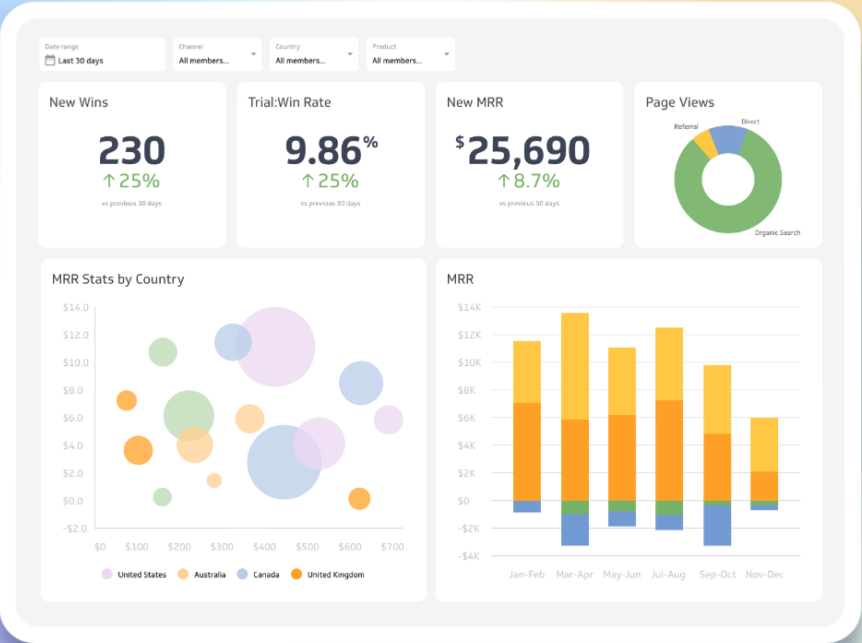 Date range
Last 30 days
Channel
All members...
Country
All members...
Product
All members...
New Wins
230
↑25%
vs previous 30 days
Trial:Win Rate
9.86%
↑25%
vs previous 30 days
New MRR
$25,690
↑8.7%
vs previous 30 days
Page Views
Referral
Direct
Organic Search
MRR Stats by Country
$14.0
$12.0
$10.0
$8.0
$6.0
$4.0
$2.0
$0.0
-$2.0
$0 $100 $200 $300 $400 $500 $600 $700
United States Australia Canada United Kingdom
MRR
$14K
$12K
$10K
$8K
$6K
$4K
$2K
$0
-$2K
-$4K
Jan-Feb Mar-Apr May-Jun Jul-Aug Sep-Oct Nov-Dec